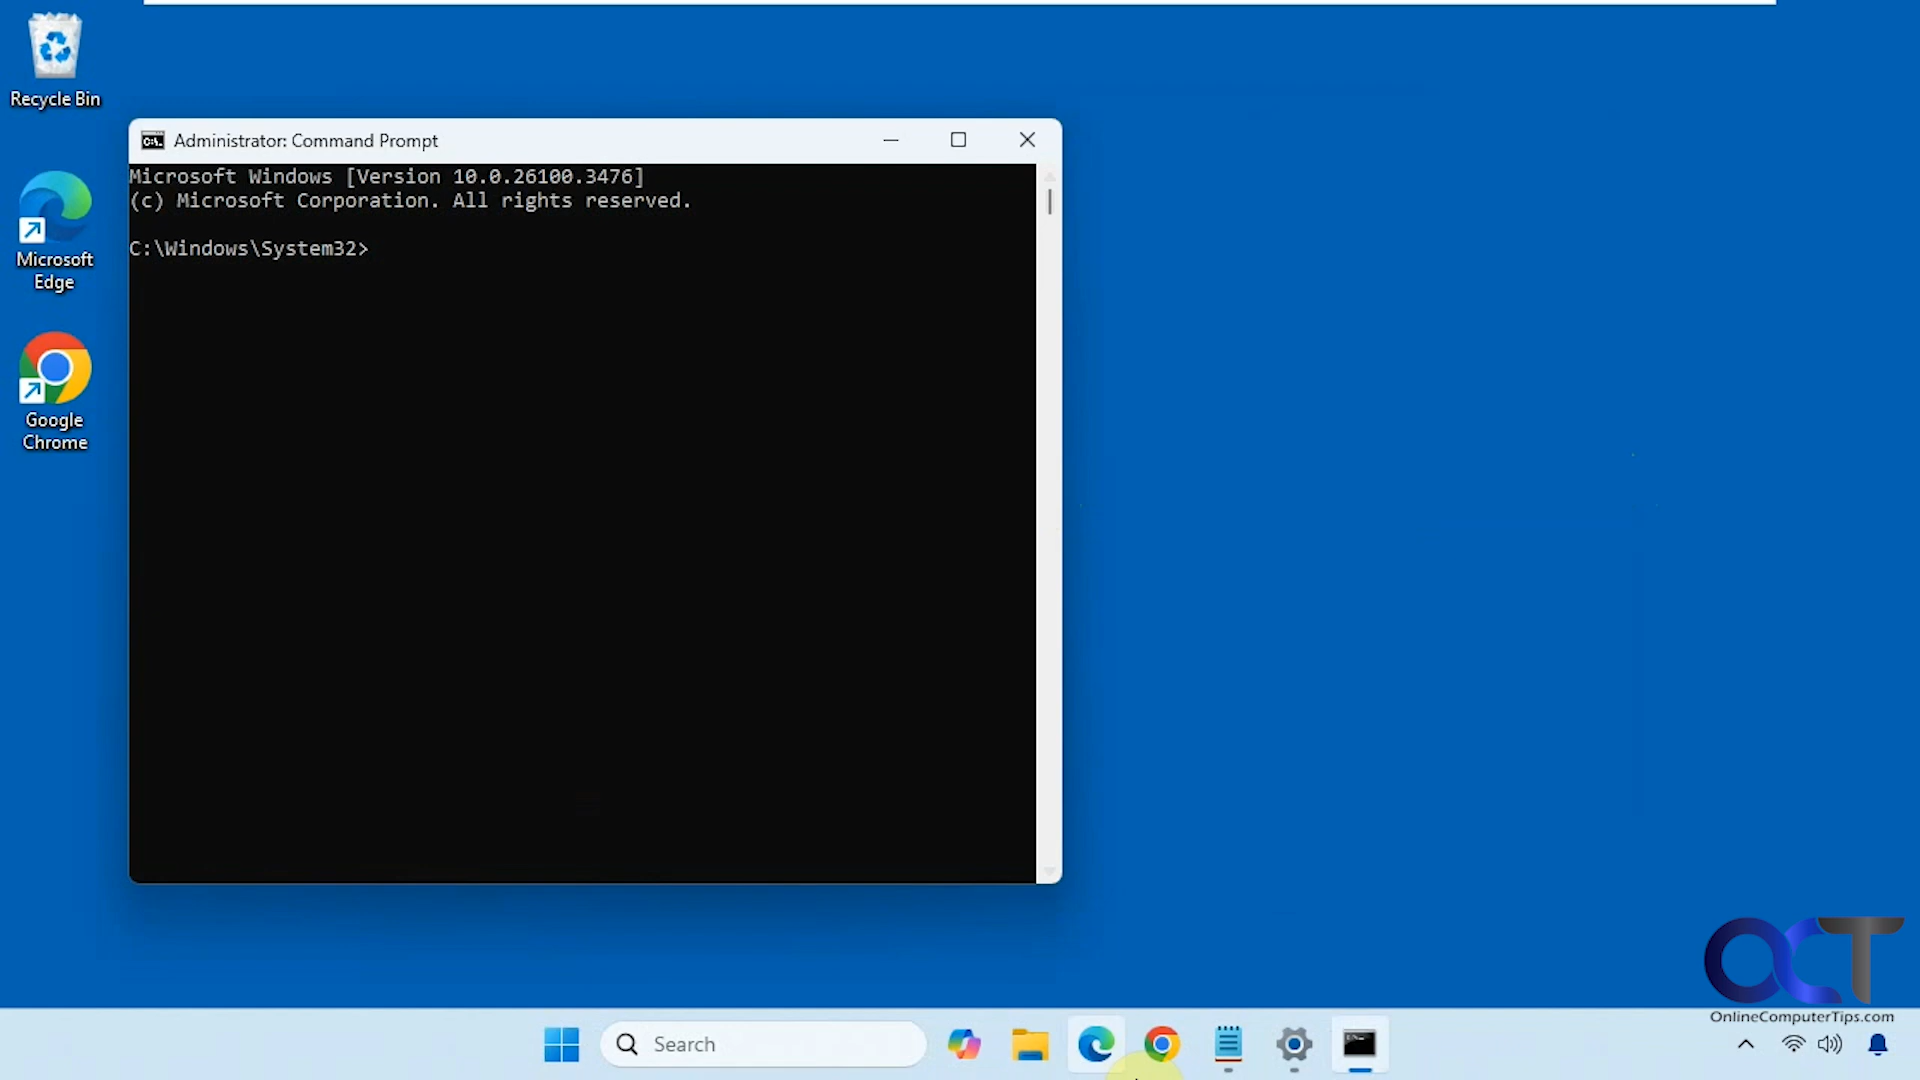 Recycle Bin
Microsoft
Edge
Google
Chrome
Administrator: Command Prompt
Microsoft Windows [Version 10.0.26100.3476]
(c) Microsoft Corporation. All rights reserved.
C:\Windows\System32>
Search
OCT
OnlineComputerTips.com